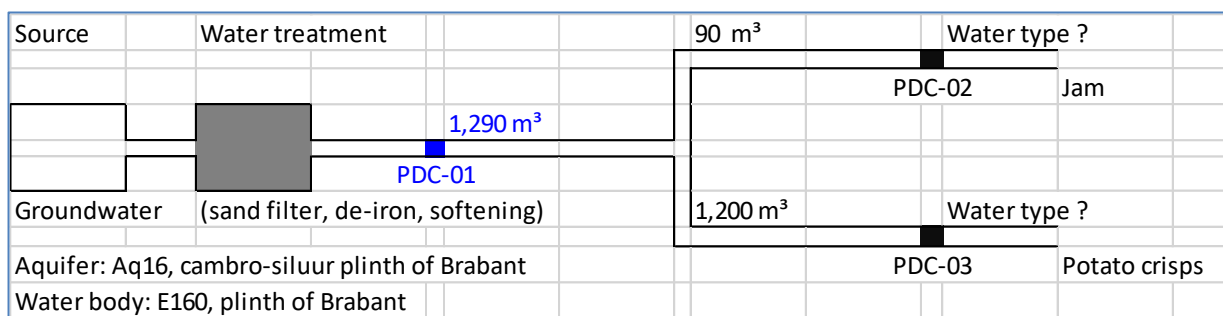 Source Water treatment 90 m³ Water type ?
PDC-02 Jam
1,290 m³
PDC-01
Groundwater (sand filter, de-iron, softening) 1,200 m³ Water type ?
Aquifer: Aq16, cambro-siluur plinth of Brabant PDC-03 Potato crisps
Water body: E160, plinth of Brabant